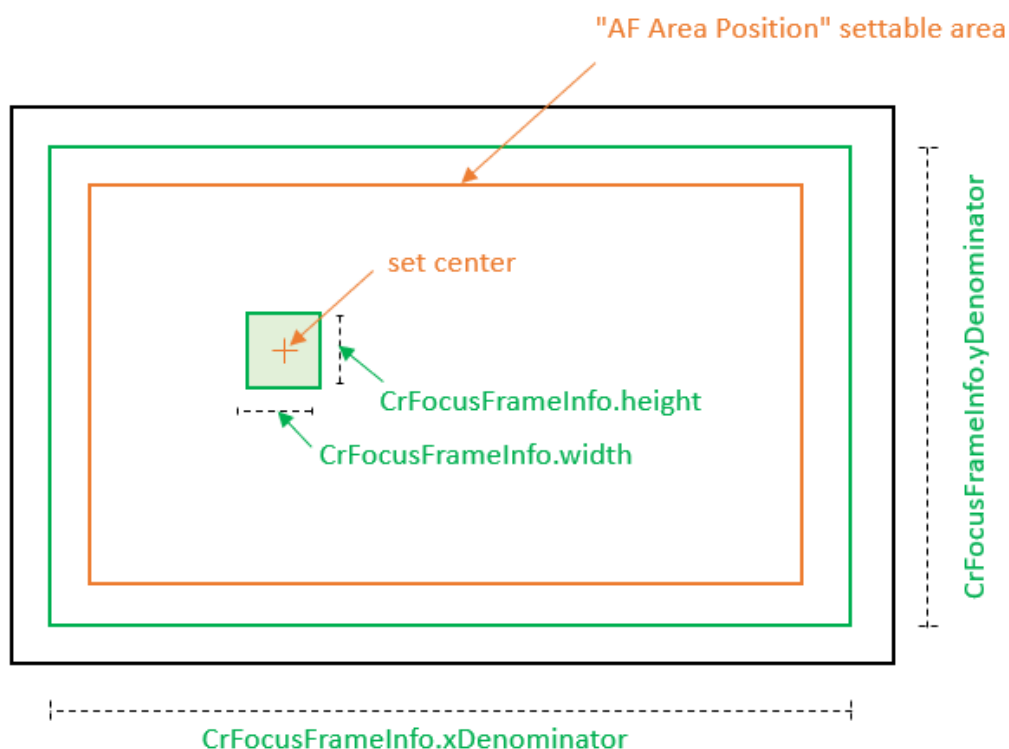 "AF Area Position" settable area
set center
CrFocusFrameInfo.height
CrFocusFrameInfo.width
CrFocusFrameInfo.yDenominator
CrFocusFrameInfo.xDenominator